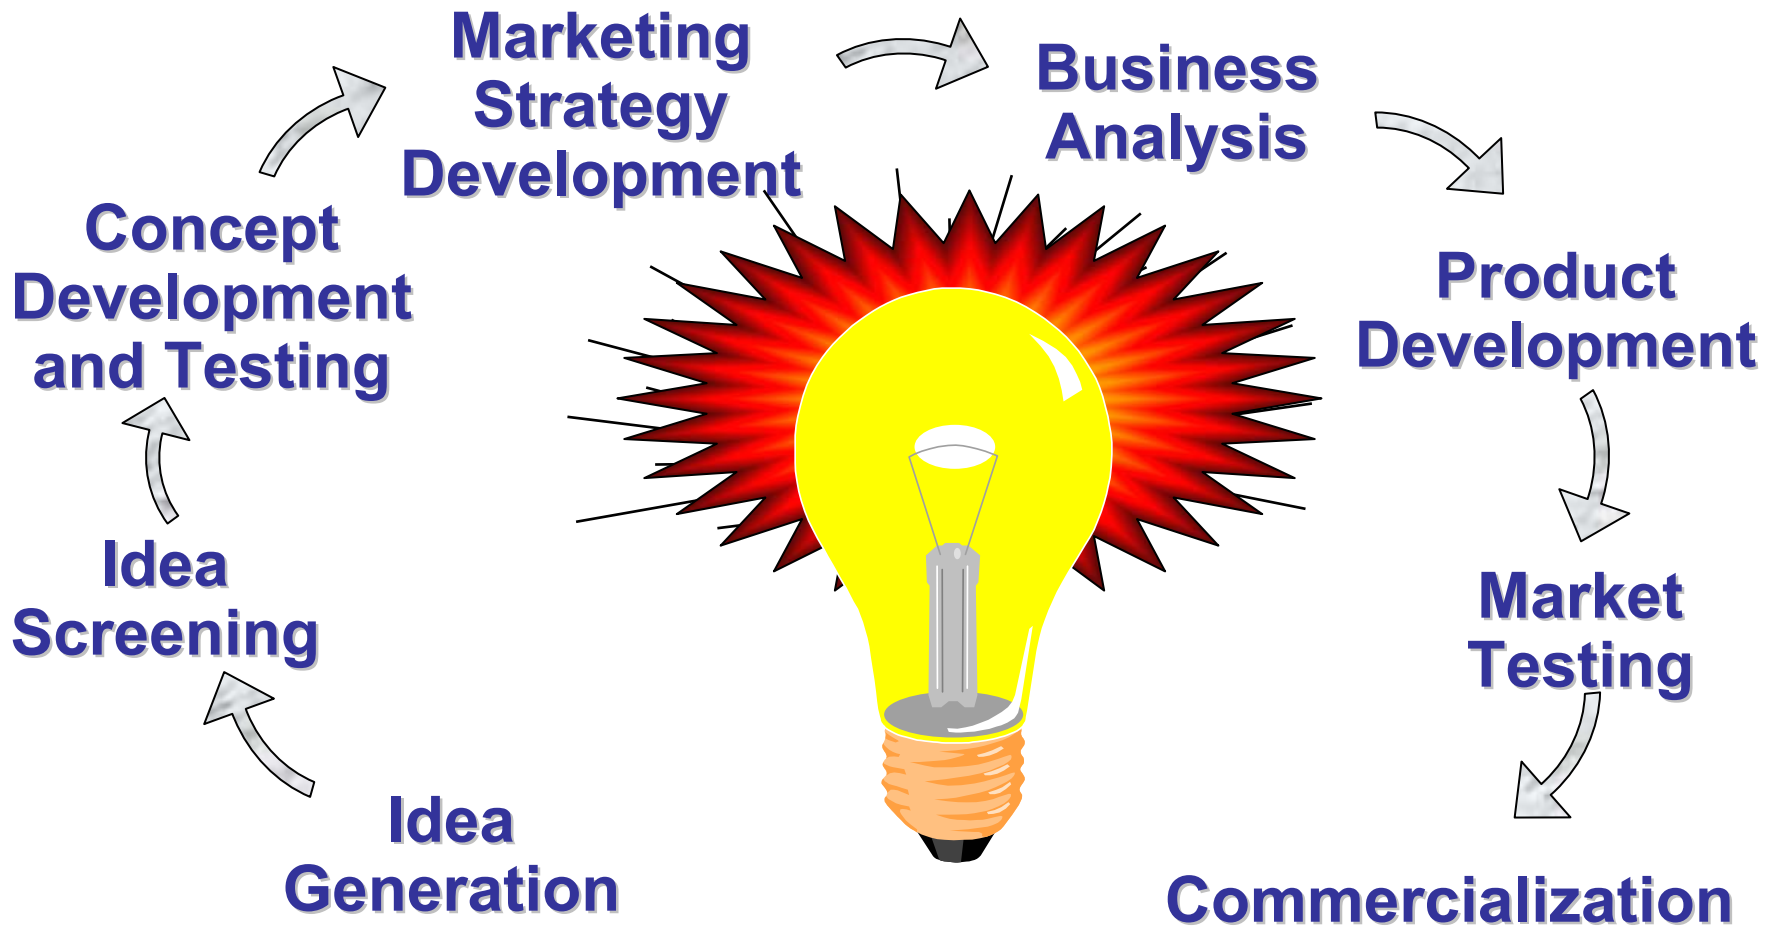 Marketing
Strategy
Development
Business
Analysis
Concept
Development
and Testing
Product
Development
Idea
Screening
Market
Testing
Idea
Generation
Commercialization